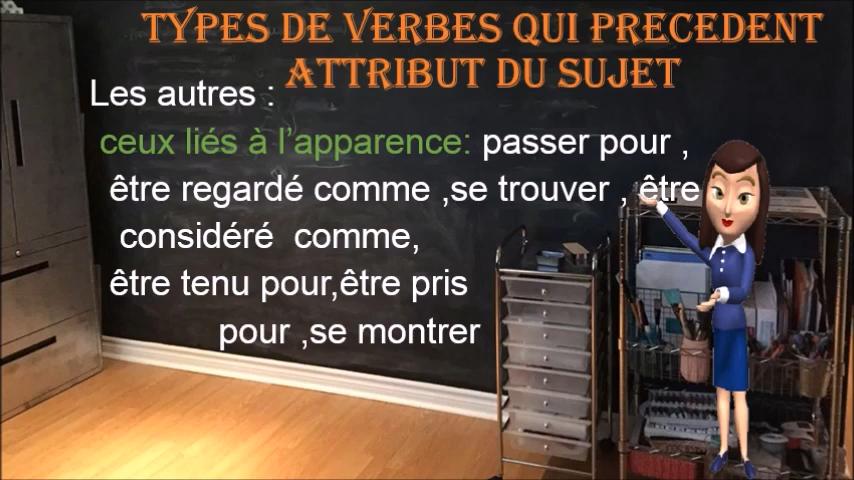 TYPES DE VERBES QUI PRECEDENT
ATTRIBUT DU SUJET
Les autres :
ceux liés à l’apparence: passer pour ,
être regardé comme ,se trouver , être
considéré  comme,
être tenu pour,être pris
pour ,se montrer